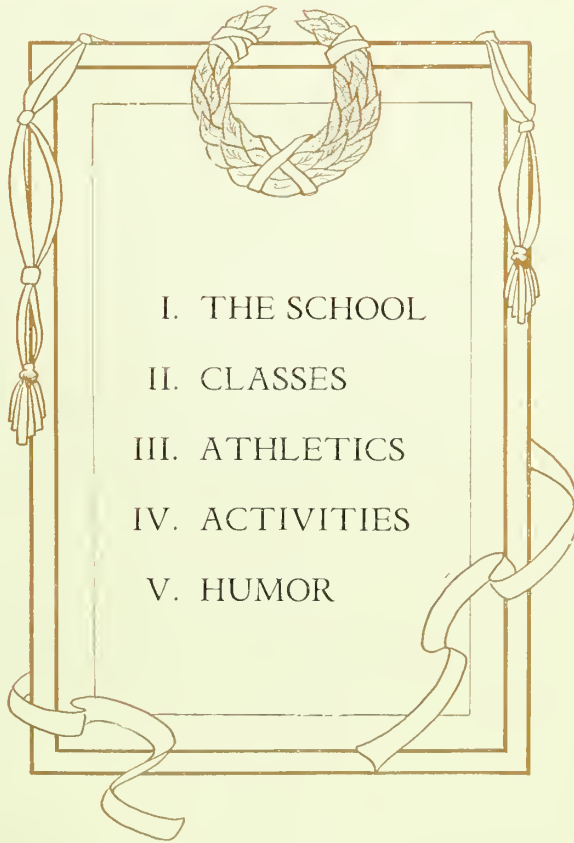 I. THE SCHOOL
II. CLASSES
III. ATHLETICS
IV. ACTIVITIES
V. HUMOR